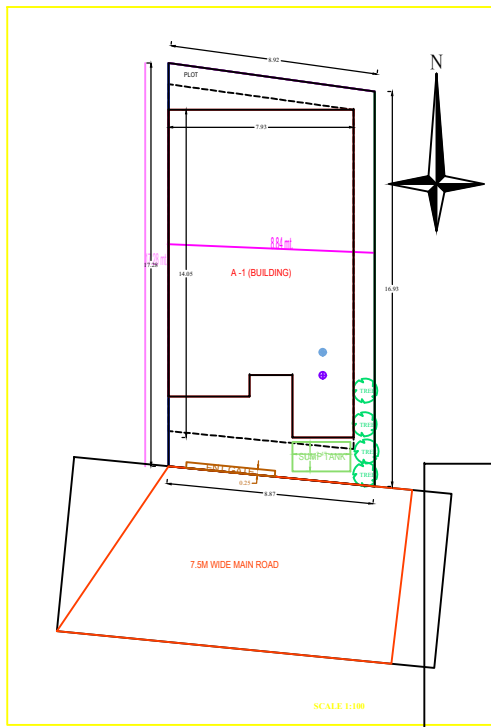 8.92
N
PLOT
7.93
8.84 mt
17.28
14.05
A -1 (BUILDING)
16.95
TREE
TREE
TREE
SUMP TANK
TREE
0.25
8.87
7.5M WIDE MAIN ROAD
SCALE 1:100